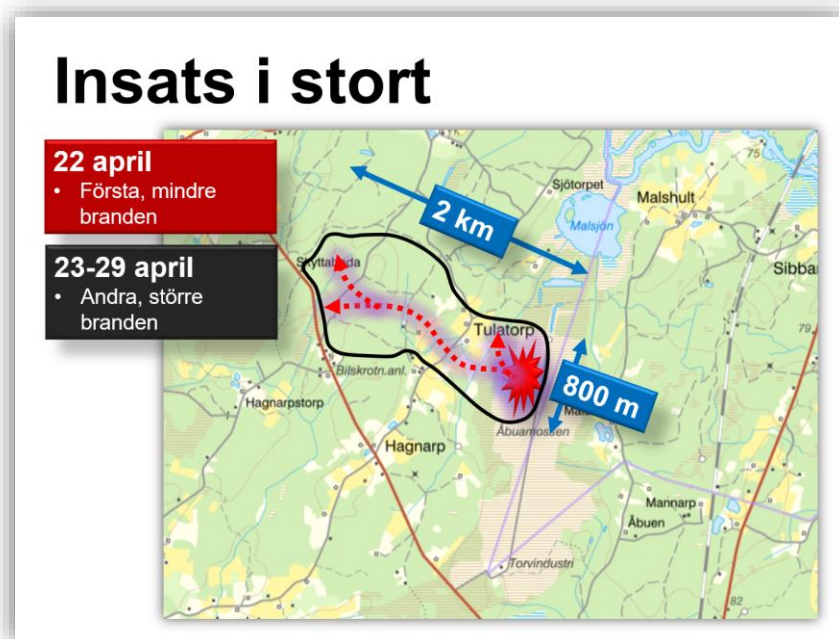 Insats i stort
22 april
• Första, mindre
branden
23-29 april
• Andra, större
branden
2 km
800 m
75
Sjötorpet
Malshult
Malsjön
Sibba
Tulatorp
79
Bilskrotn.anl.
Hagnarpstorp
Åbuamossen
Hagnarp
Mannarp
Åbuen
Torvindustri
82